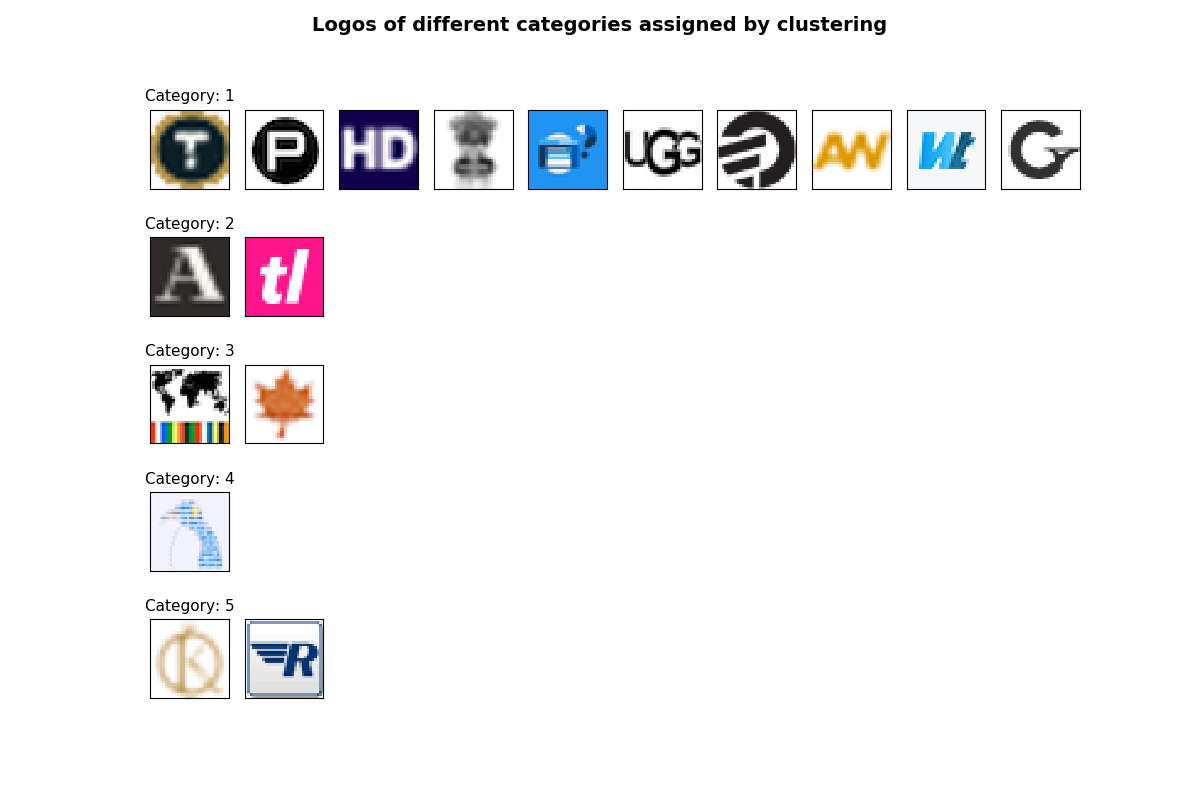 Logos of different categories assigned by clustering
Category: 1
T P HD UGG AW Wt G
Category: 2
A tl
Category: 3
Category: 4
Category: 5
K R